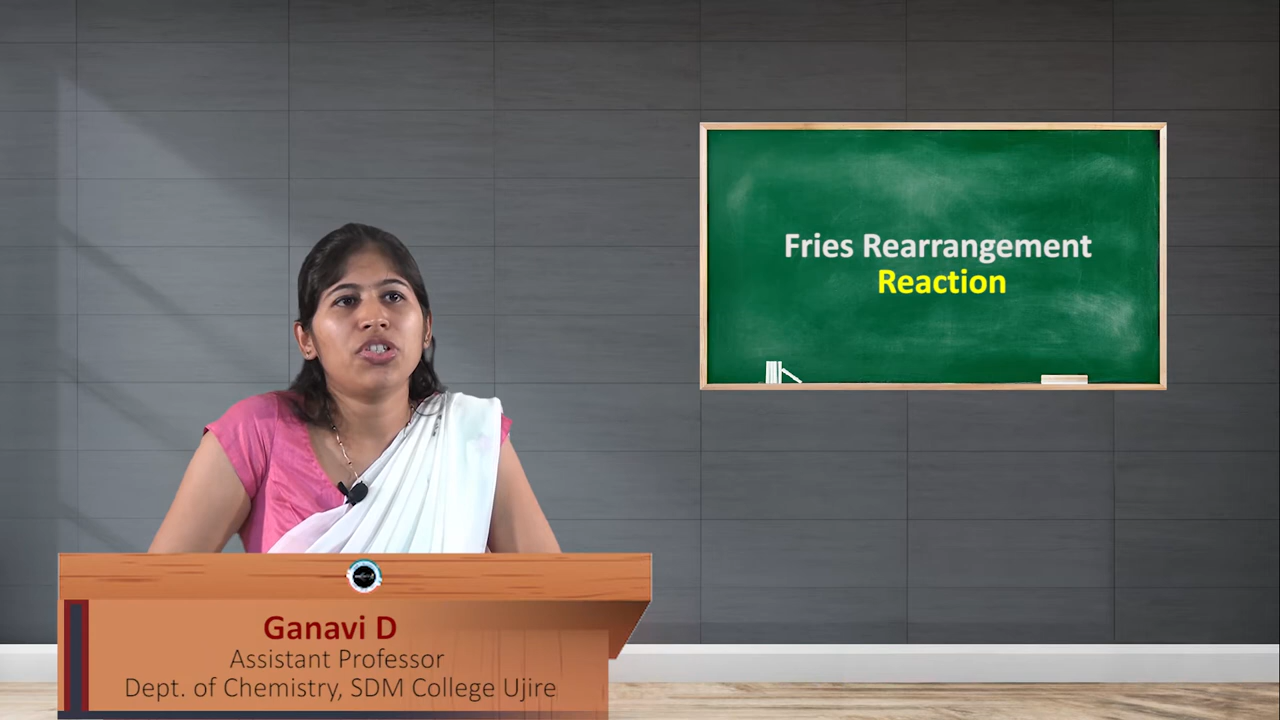 Fries Rearrangement
Reaction
Ganavi D
Assistant Professor
Dept. of Chemistry, SDM College Ujire